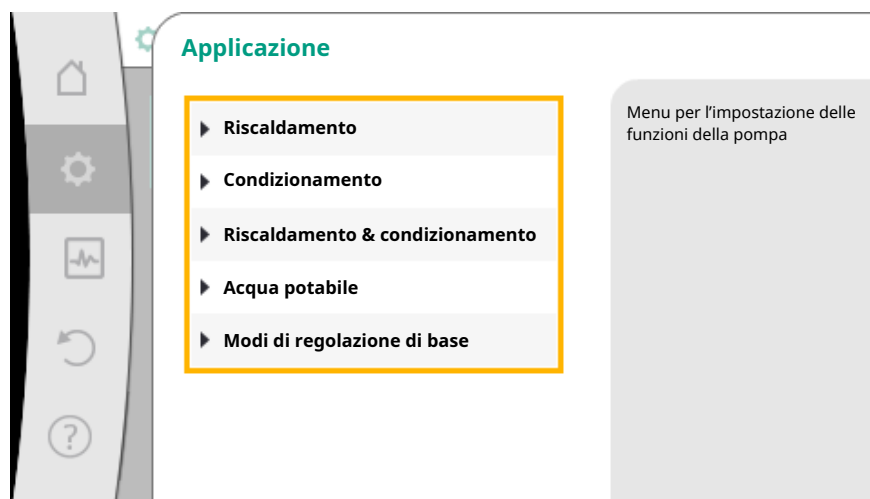 Applicazione
Riscaldamento
Condizionamento
Riscaldamento & condizionamento
Acqua potabile
Modi di regolazione di base
Menu per l’impostazione delle
funzioni della pompa
?